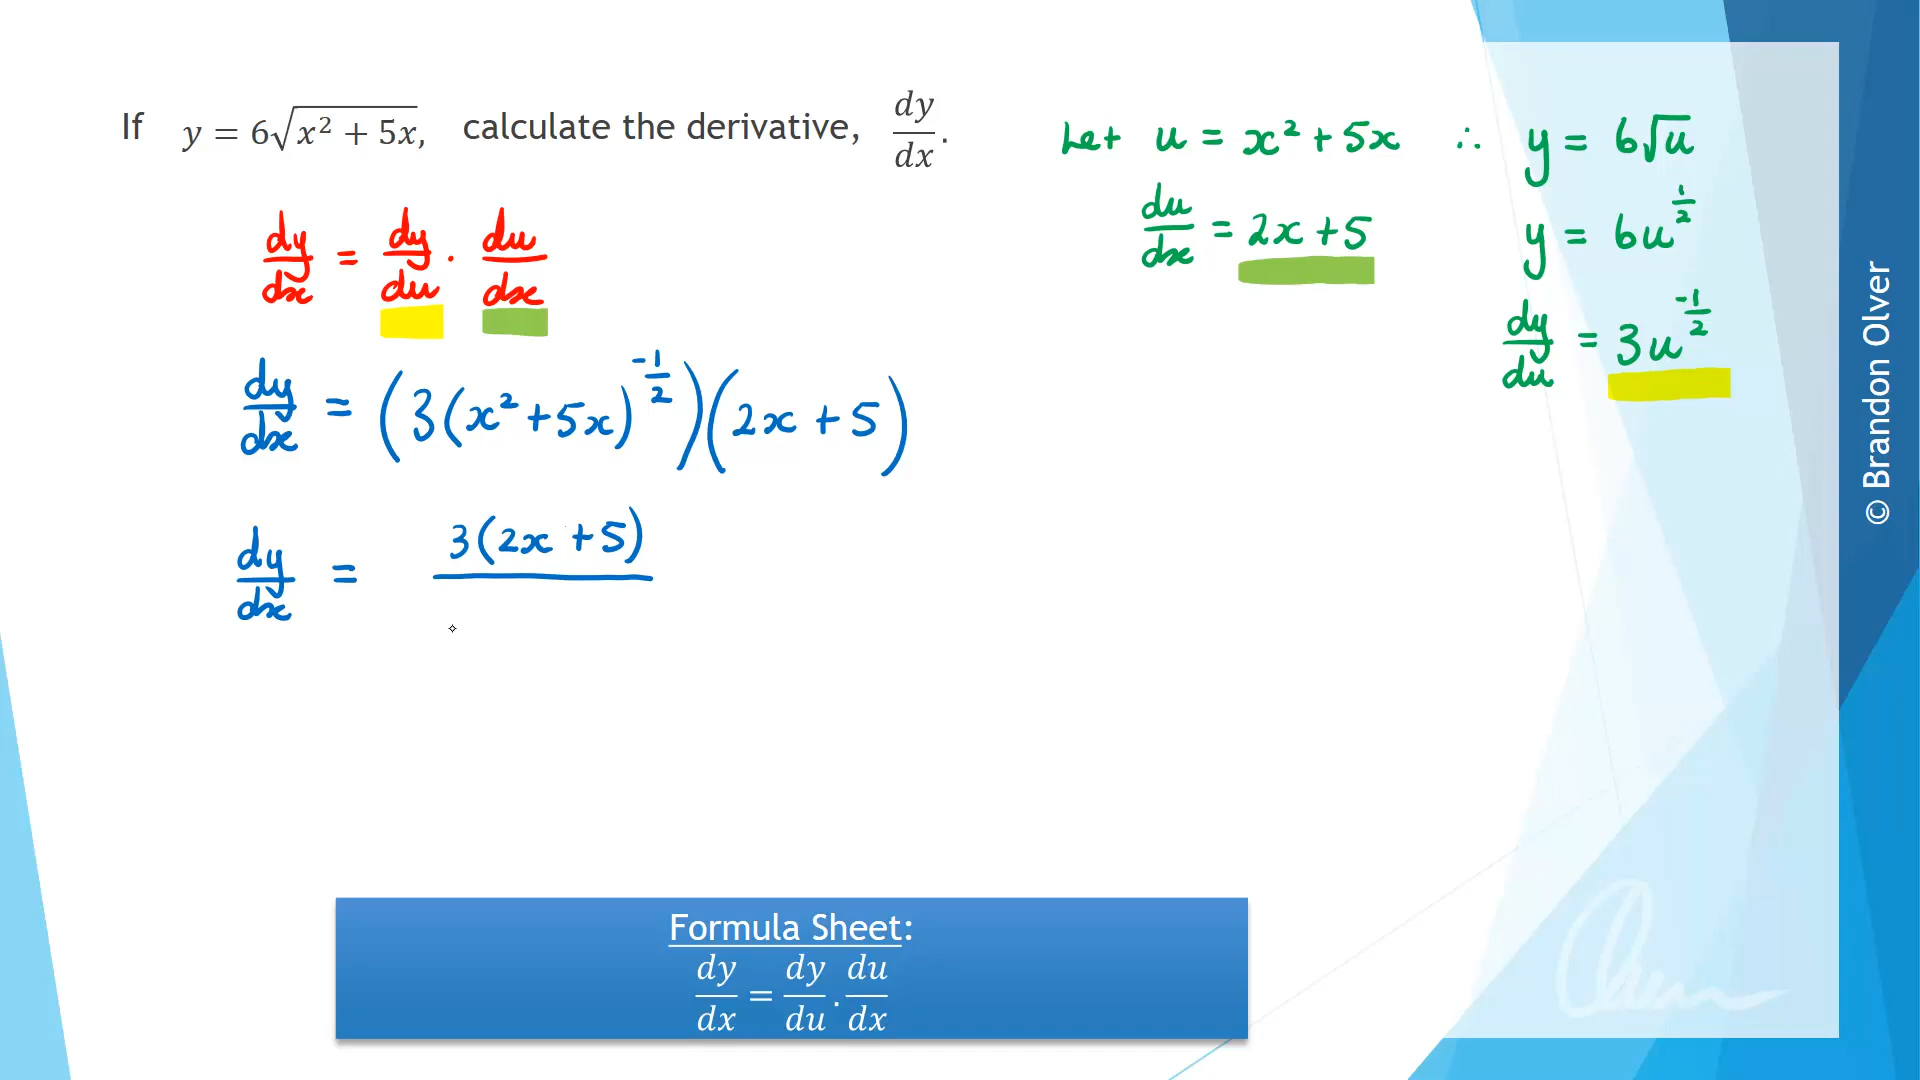 If y = 6√(x² + 5x), calculate the derivative, dy/dx.
Let u = x² + 5x ∴ y = 6√u
du/dx = 2x + 5
y = 6u^(1/2)
dy/du = 3u^(-1/2)
dy/dx = dy/du · du/dx
dy/dx = (3(x² + 5x)^(-1/2))(2x + 5)
dy/dx = 3(2x + 5)
Formula Sheet:
dy/dx = dy/du . du/dx
© Brandon Olver